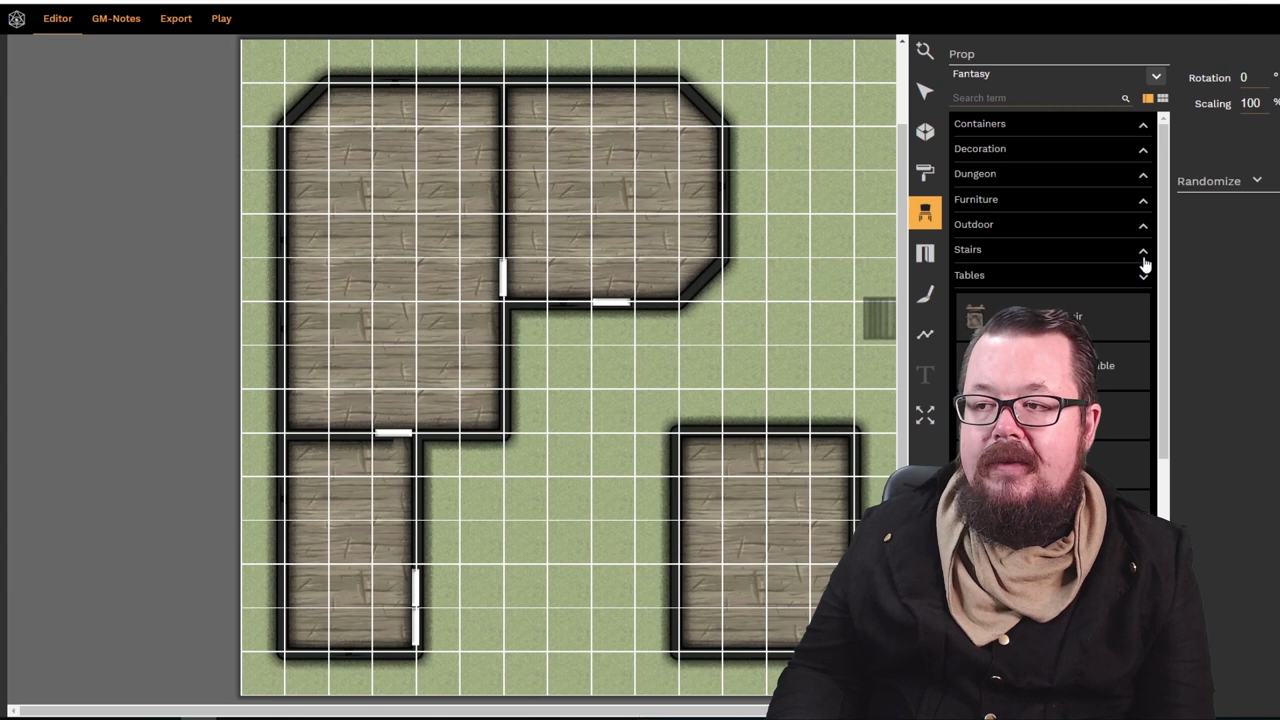 Editor
GM-Notes
Export
Play
Prop
Fantasy
Search term
Rotation 0 °
Scaling 100 %
Containers
Decoration
Dungeon
Randomize
Furniture
Outdoor
Stairs
Tables
T